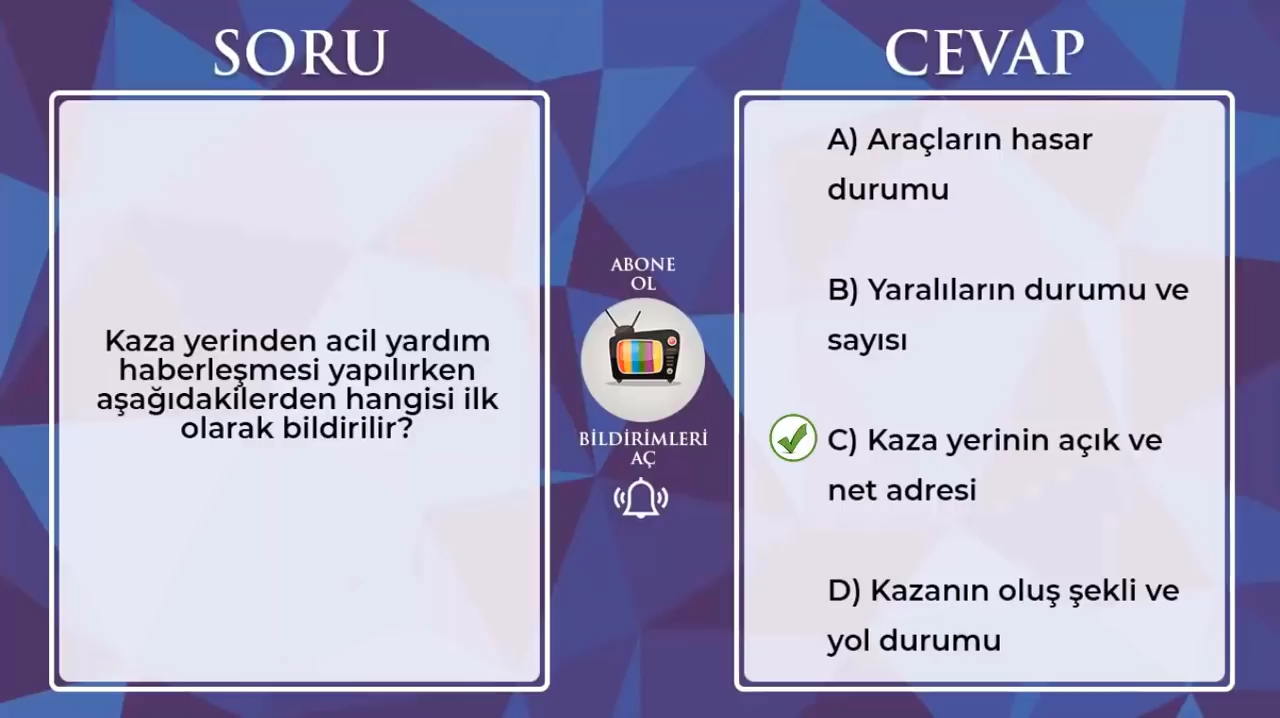 SORU
Kaza yerinden acil yardım
haberleşmesi yapılırken
aşağıdakilerden hangisi ilk
olarak bildirilir?
ABONE
OL
BİLDİRİMLERİ
AÇ
CEVAP
A) Araçların hasar
durumu
B) Yaralıların durumu ve
sayısı
C) Kaza yerinin açık ve
net adresi
D) Kazanın oluş şekli ve
yol durumu